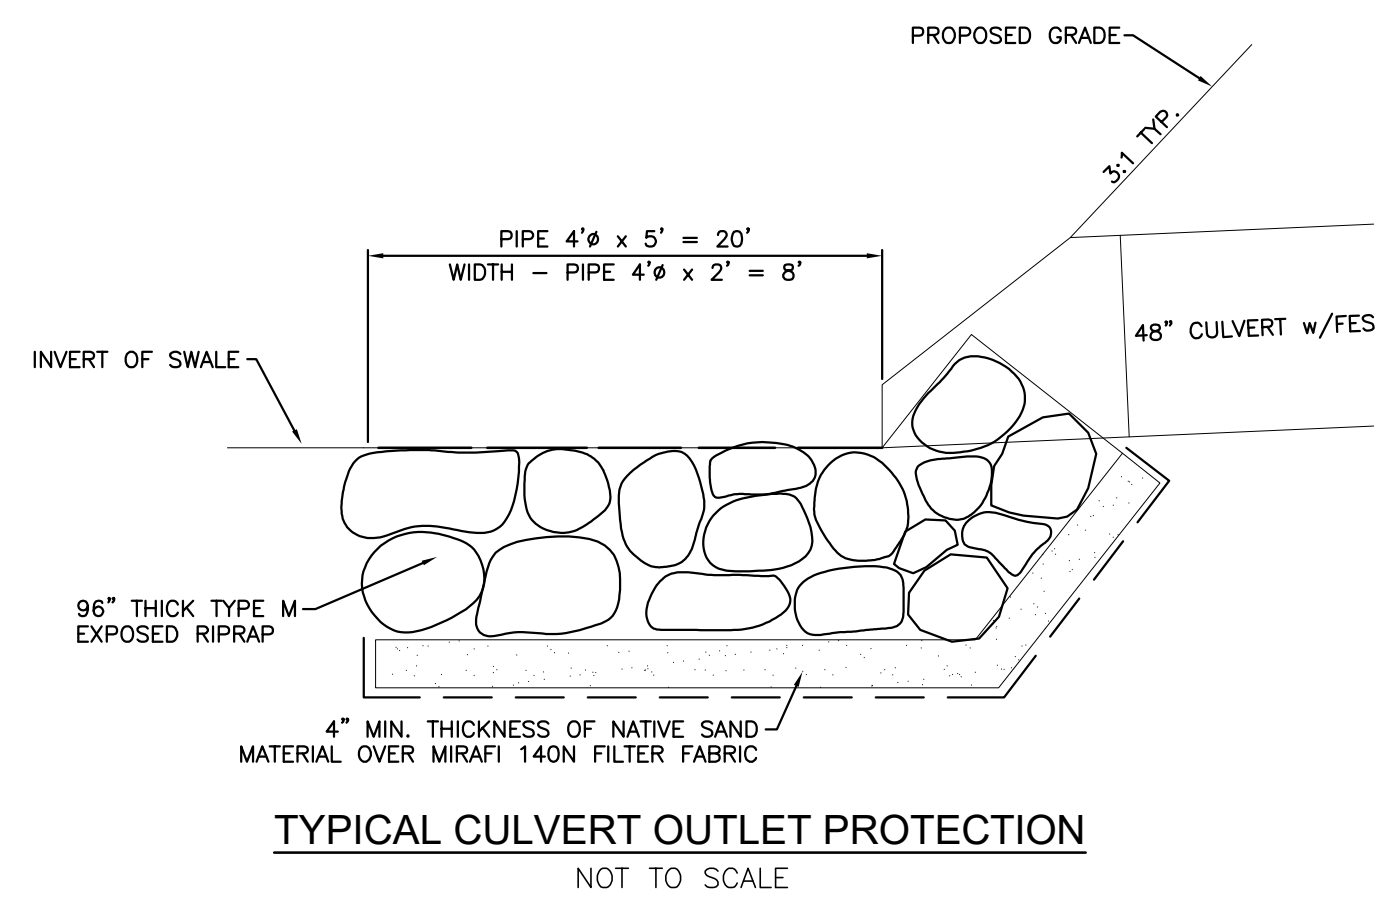 PROPOSED GRADE
3:1 TYP.
PIPE 4'ø x 5' = 20'
WIDTH - PIPE 4'ø x 2' = 8'
48" CULVERT w/FES
INVERT OF SWALE
96" THICK TYPE M
EXPOSED RIPRAP
4" MIN. THICKNESS OF NATIVE SAND
MATERIAL OVER MIRAFI 140N FILTER FABRIC
TYPICAL CULVERT OUTLET PROTECTION
NOT TO SCALE